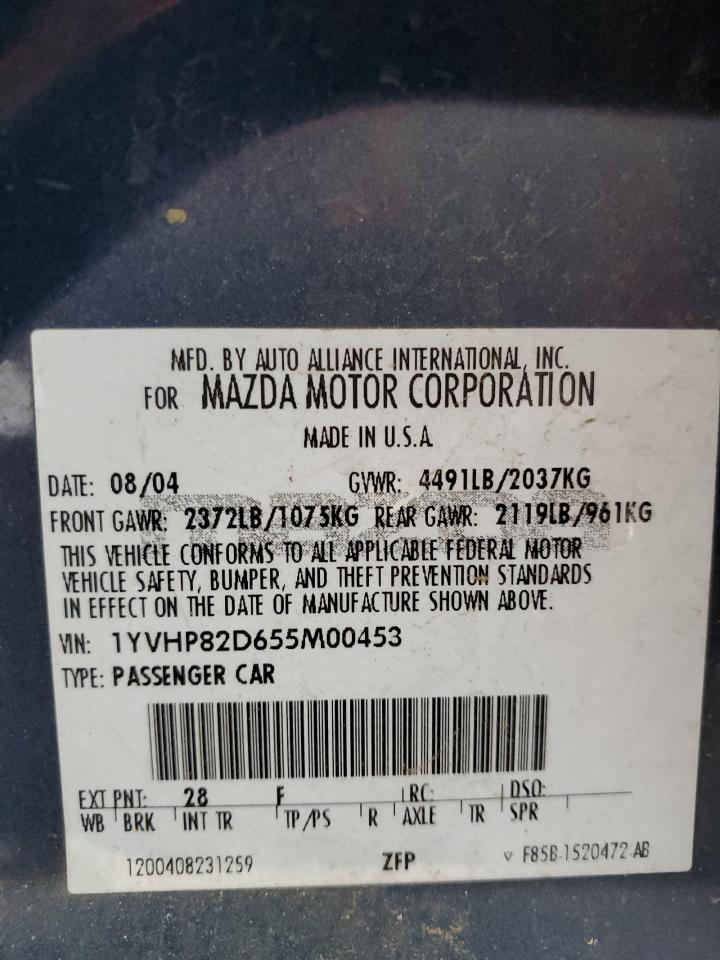 MFD. BY AUTO ALLIANCE INTERNATIONAL, INC.
FOR MAZDA MOTOR CORPORATION
MADE IN U.S.A.
DATE: 08/04 GVWR: 4491LB/2037KG
FRONT GAWR: 2372LB/1075KG REAR GAWR: 2119LB/961KG
THIS VEHICLE CONFORMS TO ALL APPLICABLE FEDERAL MOTOR
VEHICLE SAFETY, BUMPER, AND THEFT PREVENTION STANDARDS
IN EFFECT ON THE DATE OF MANUFACTURE SHOWN ABOVE.
VIN: 1YVHP82D655M00453
TYPE: PASSENGER CAR
EXT PNT: 28 F RC: DSO:
WB BRK INT TR TP/PS R AXLE TR SPR
1200408231259 ZFP F85B-1520472-AB